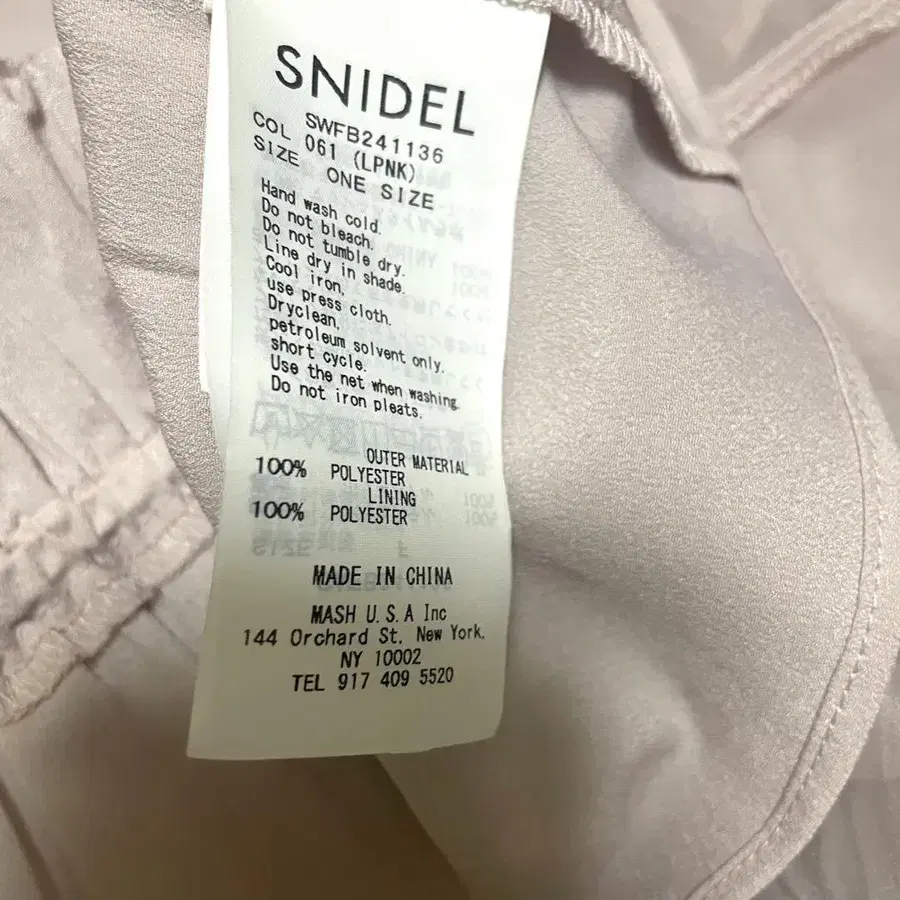 SNIDEL
SWFB241136
COL 061 (LPNK)
SIZE ONE SIZE
Hand wash cold.
Do not bleach.
Do not tumble dry.
Line dry in shade.
Cool iron,
use press cloth.
Dryclean,
petroleum solvent only.
short cycle.
Use the net when washing.
Do not iron pleats.
OUTER MATERIAL
100% POLYESTER
LINING
100% POLYESTER
MADE IN CHINA
MASH U.S.A Inc
144 Orchard St. New York.
NY 10002
TEL 917 409 5520